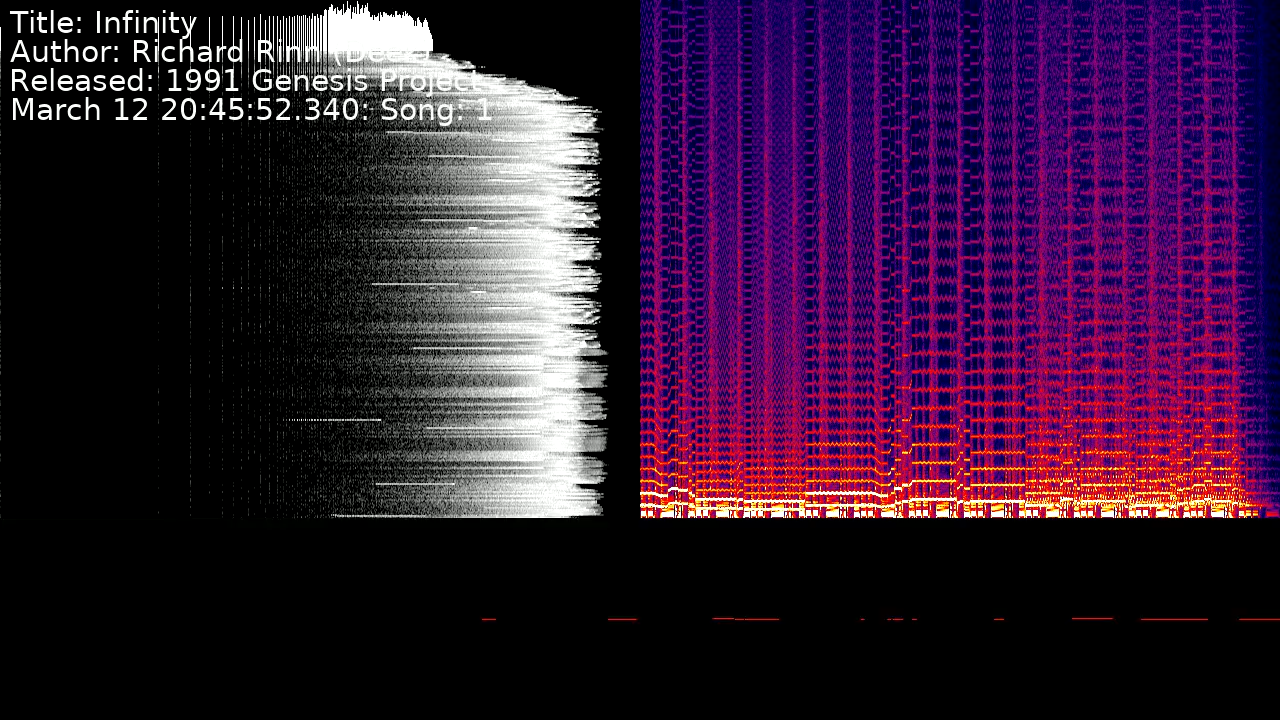 Title: Infinity
Author: Richard Rinn
Released: 1991 Genesis Project
March 12 20:45:52.340: Song: 1